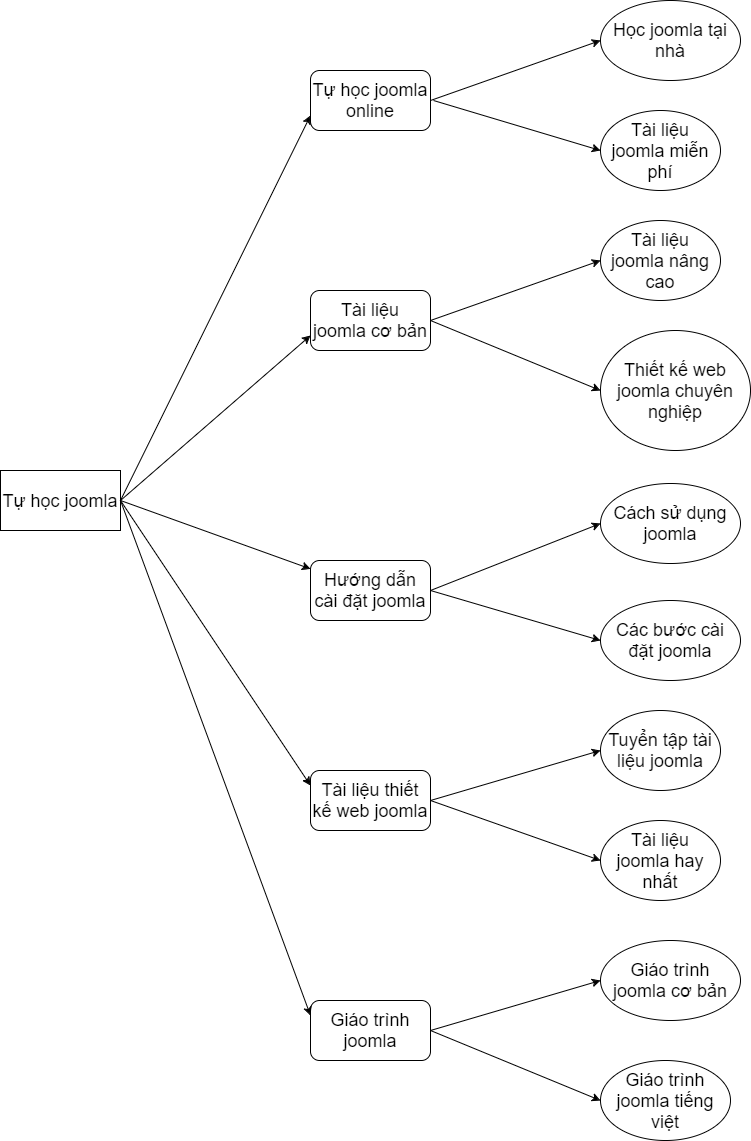 Học joomla tại
nhà
Tự học joomla
online
Tài liệu
joomla miễn
phí
Tài liệu
joomla nâng
cao
Tài liệu
joomla cơ bản
Thiết kế web
joomla chuyên
nghiệp
Tự học joomla
Cách sử dụng
joomla
Hướng dẫn
cài đặt joomla
Các bước cài
đặt joomla
Tuyển tập tài
liệu joomla
Tài liệu thiết
kế web joomla
Tài liệu
joomla hay
nhất
Giáo trình
joomla cơ bản
Giáo trình
joomla
Giáo trình
joomla tiếng
việt